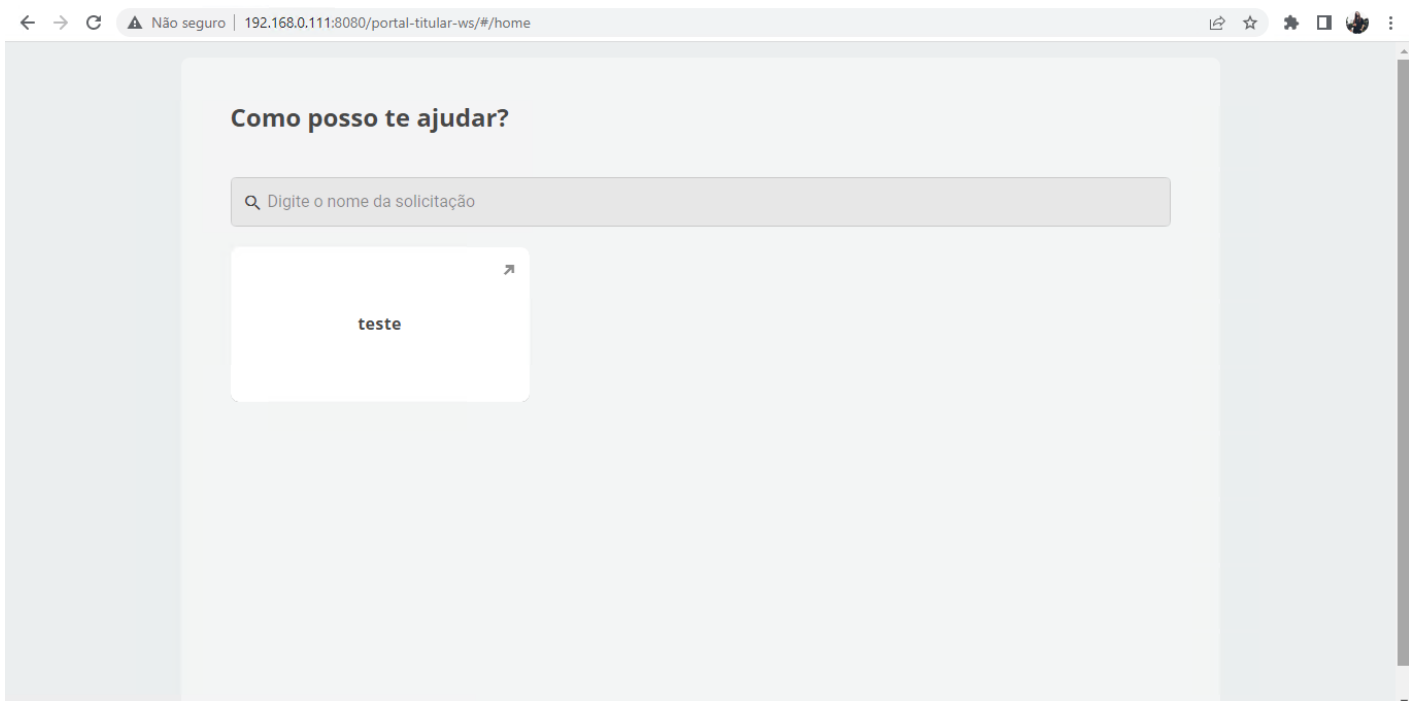 Não seguro 192.168.0.111:8080/portal-titular-ws/#/home
Como posso te ajudar?
Digite o nome da solicitação
teste